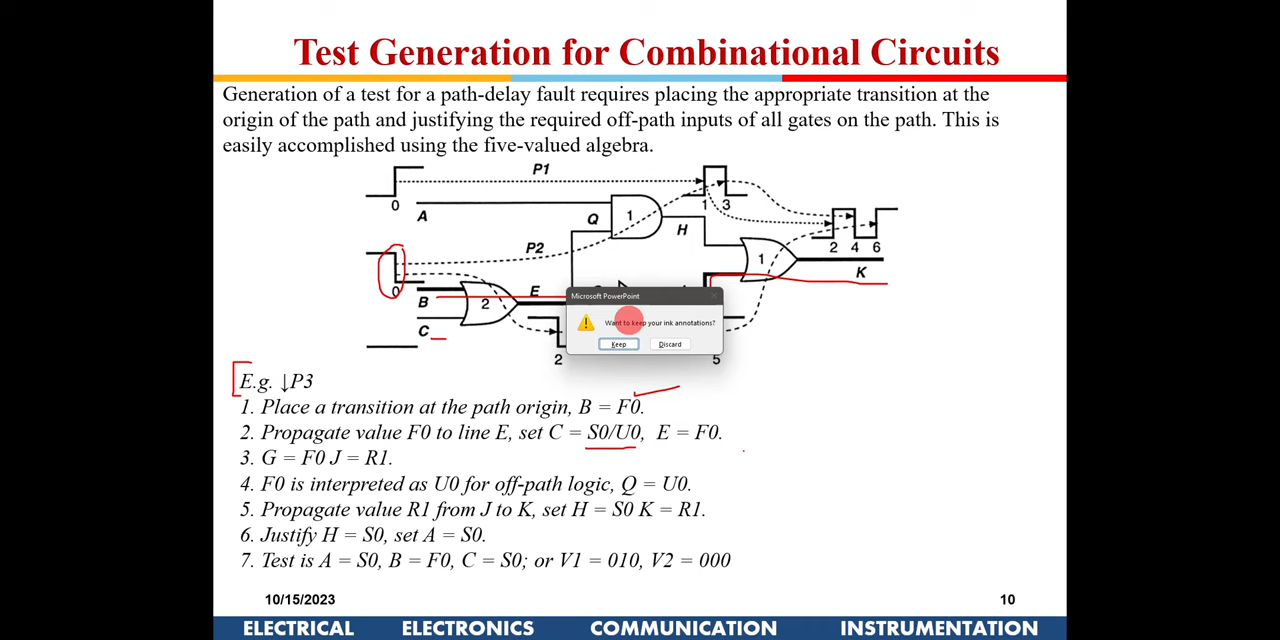 Test Generation for Combinational Circuits
Generation of a test for a path-delay fault requires placing the appropriate transition at the
origin of the path and justifying the required off-path inputs of all gates on the path. This is
easily accomplished using the five-valued algebra.
P1
0
1 3
A
Q
1
H
2 4 6
P2
1
K
0
B
2
E
C
2
5
Microsoft PowerPoint
Want to keep your ink annotations?
Keep
Discard
E.g. ↓P3
1. Place a transition at the path origin, B = F0.
2. Propagate value F0 to line E, set C = S0/U0, E = F0.
3. G = F0 J = R1.
4. F0 is interpreted as U0 for off-path logic, Q = U0.
5. Propagate value R1 from J to K, set H = S0 K = R1.
6. Justify H = S0, set A = S0.
7. Test is A = S0, B = F0, C = S0; or V1 = 010, V2 = 000
10/15/2023
10
ELECTRICAL ELECTRONICS COMMUNICATION INSTRUMENTATION